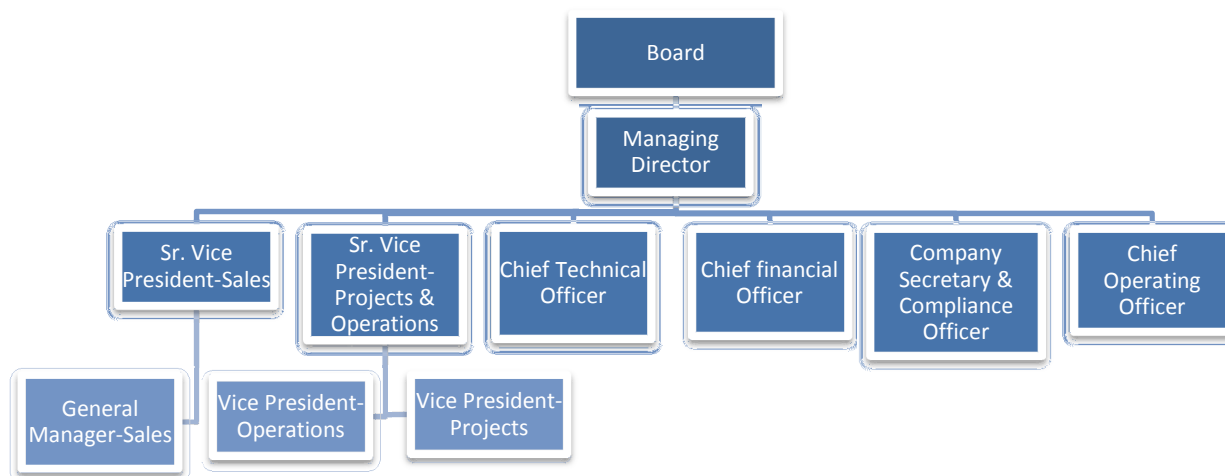 Board
Managing
Director
Sr. Vice
President-Sales
Sr. Vice
President-
Projects &
Operations
Chief Technical
Officer
Chief financial
Officer
Company
Secretary &
Compliance
Officer
Chief
Operating
Officer
General
Manager-Sales
Vice President-
Operations
Vice President-
Projects